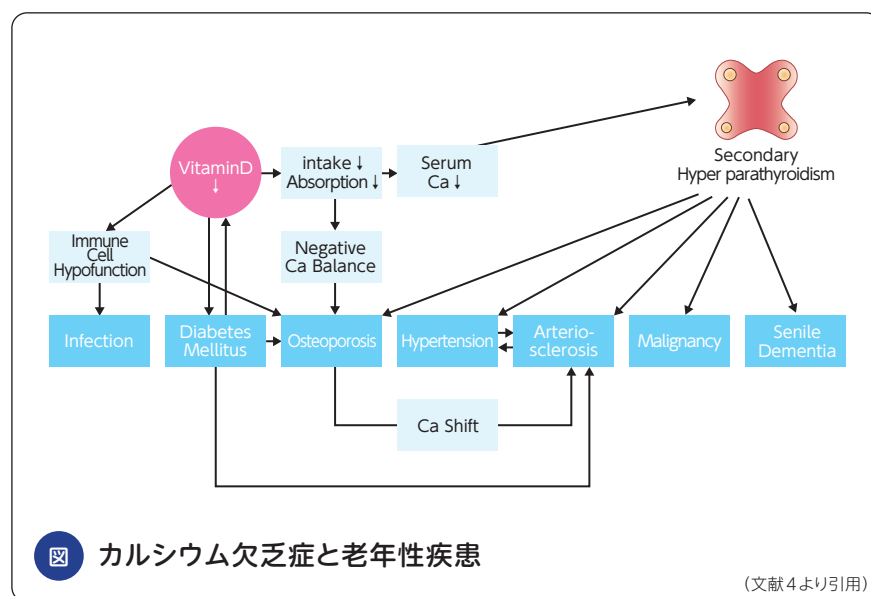 VitaminD
↓
intake↓
Absorption↓
Serum
Ca↓
Secondary
Hyper parathyroidism
Immune
Cell
Hypofunction
Negative
Ca Balance
Infection
Diabetes
Mellitus
Osteoporosis
Hypertension
Arterio-
sclerosis
Malignancy
Senile
Dementia
Ca Shift
図 カルシウム欠乏症と老年性疾患
(文献4より引用)